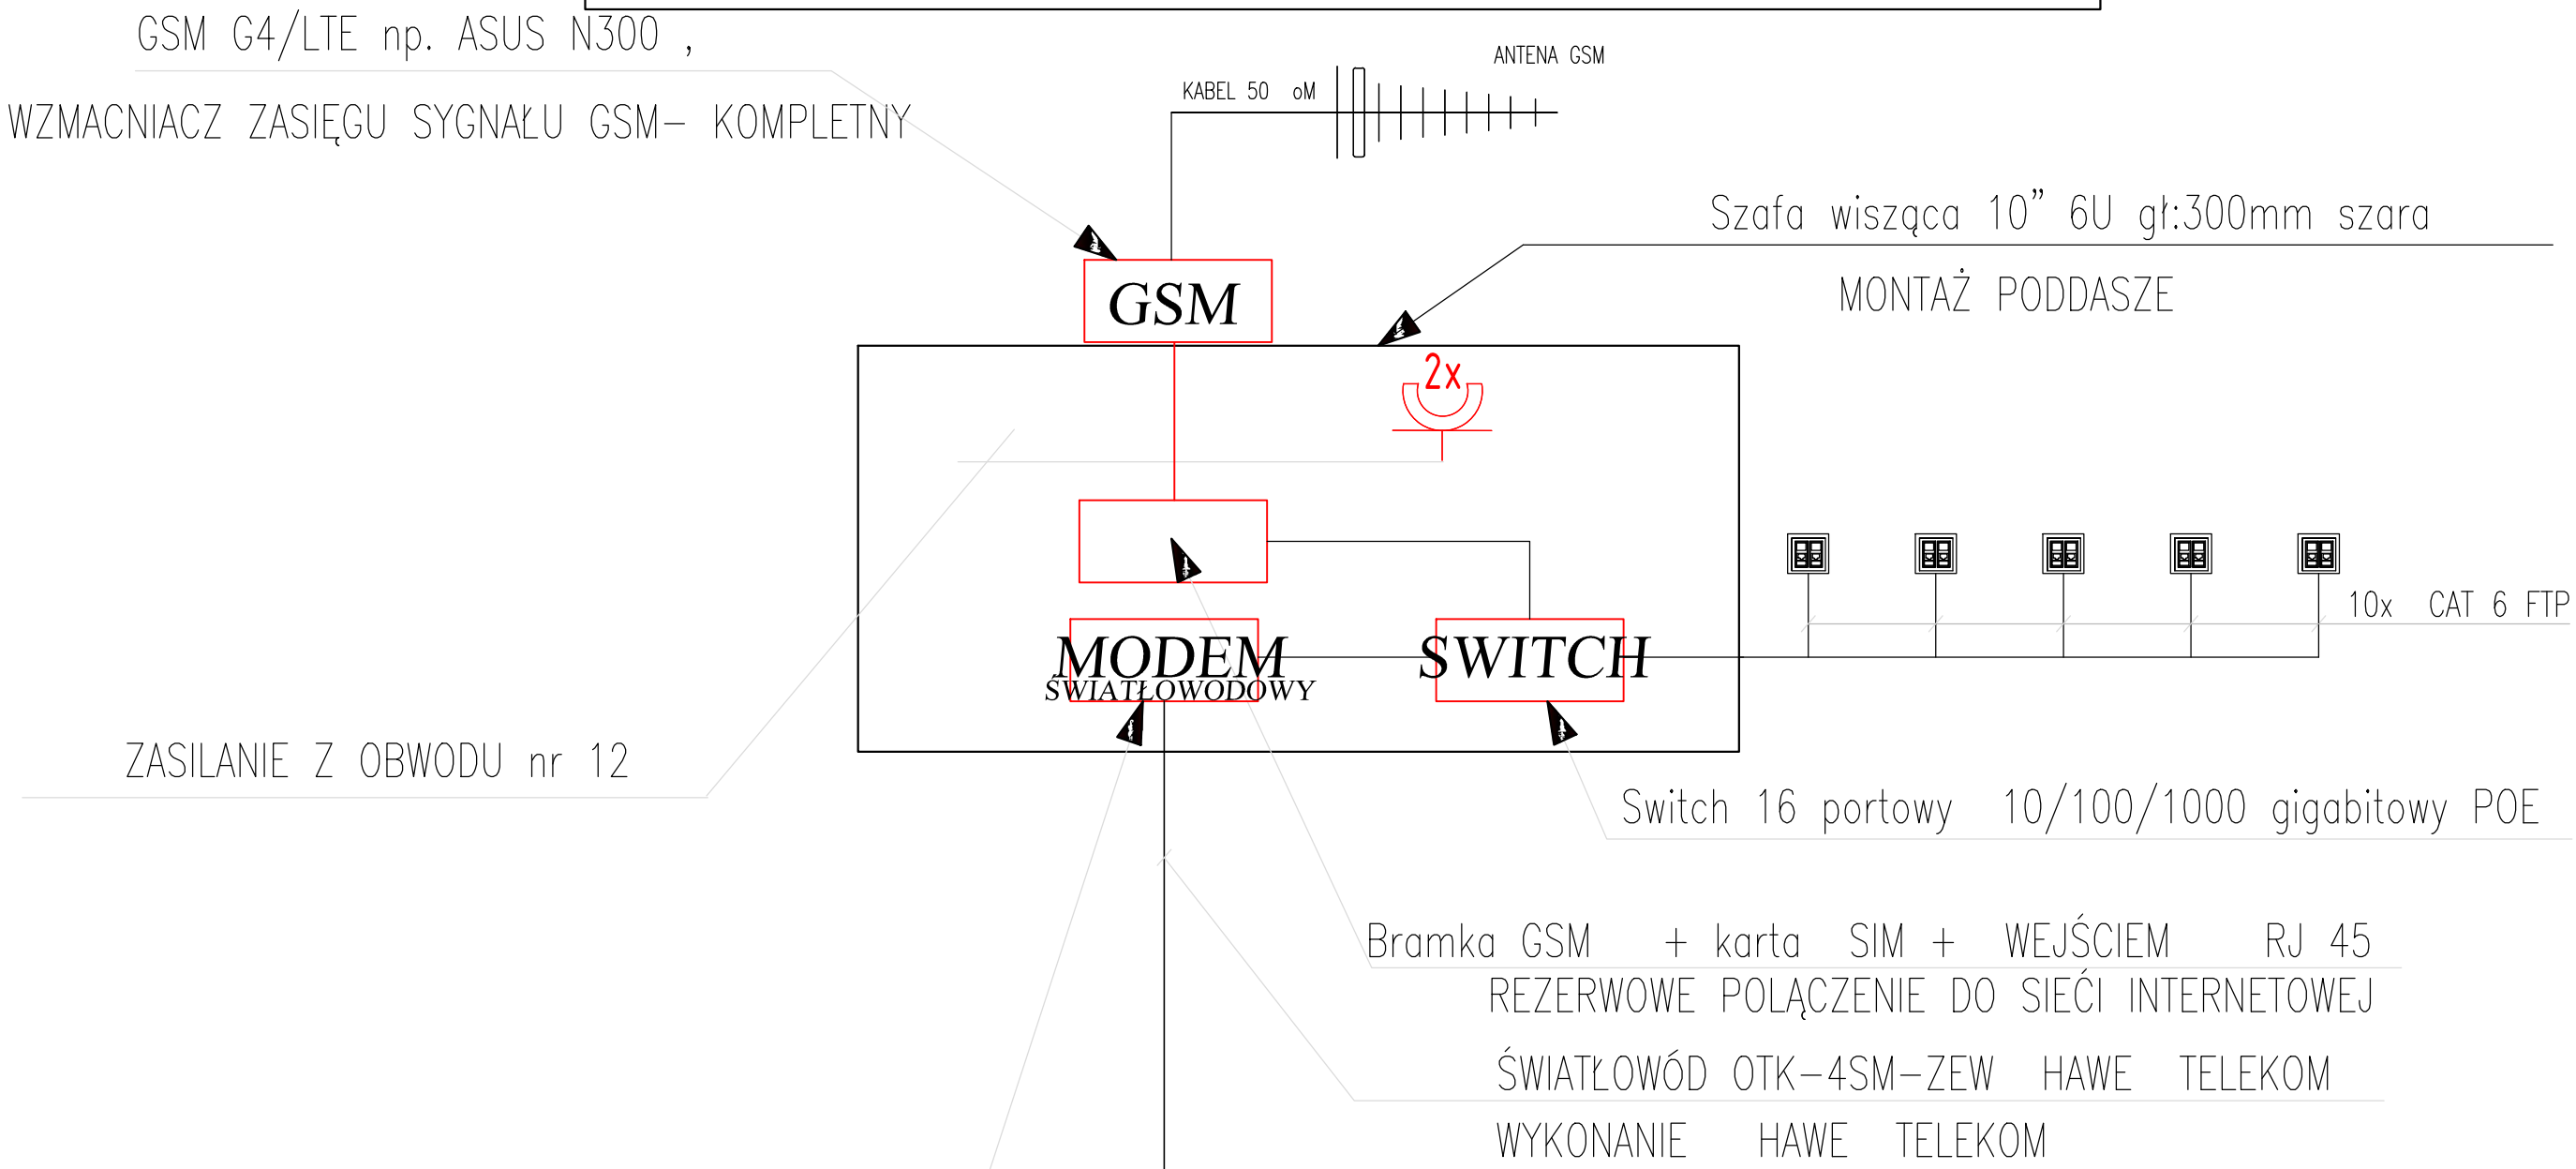 GSM G4/LTE np. ASUS N300 ,
WZMACNIACZ ZASIĘGU SYGNAŁU GSM- KOMPLETNY
ANTENA GSM
KABEL 50 oM
Szafa wisząca 10" 6U gł:300mm szara
MONTAŻ PODDASZE
GSM
2x
10x CAT 6 FTP
MODEM
ŚWIATŁOWODOWY
SWITCH
ZASILANIE Z OBWODU nr 12
Switch 16 portowy 10/100/1000 gigabitowy POE
Bramka GSM + karta SIM + WEJŚCIEM RJ 45
REZERWOWE POLĄCZENIE DO SIEĆI INTERNETOWEJ
ŚWIATŁOWÓD OTK-4SM-ZEW HAWE TELEKOM
WYKONANIE HAWE TELEKOM